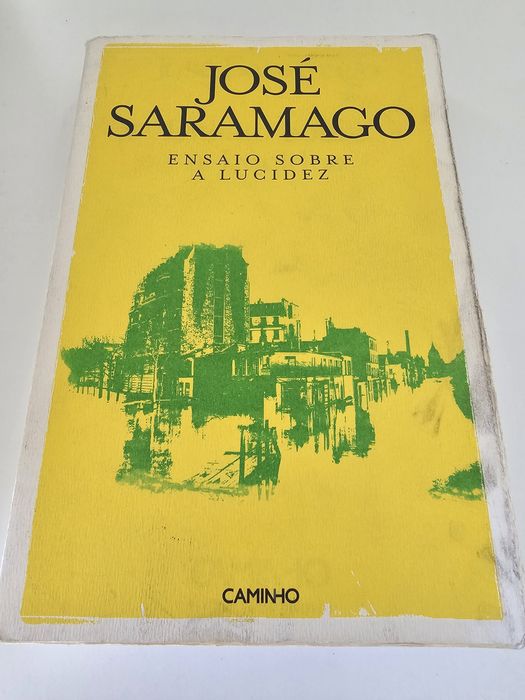 JOSÉ
SARAMAGO
ENSAIO SOBRE
A LUCIDEZ
CAMINHO